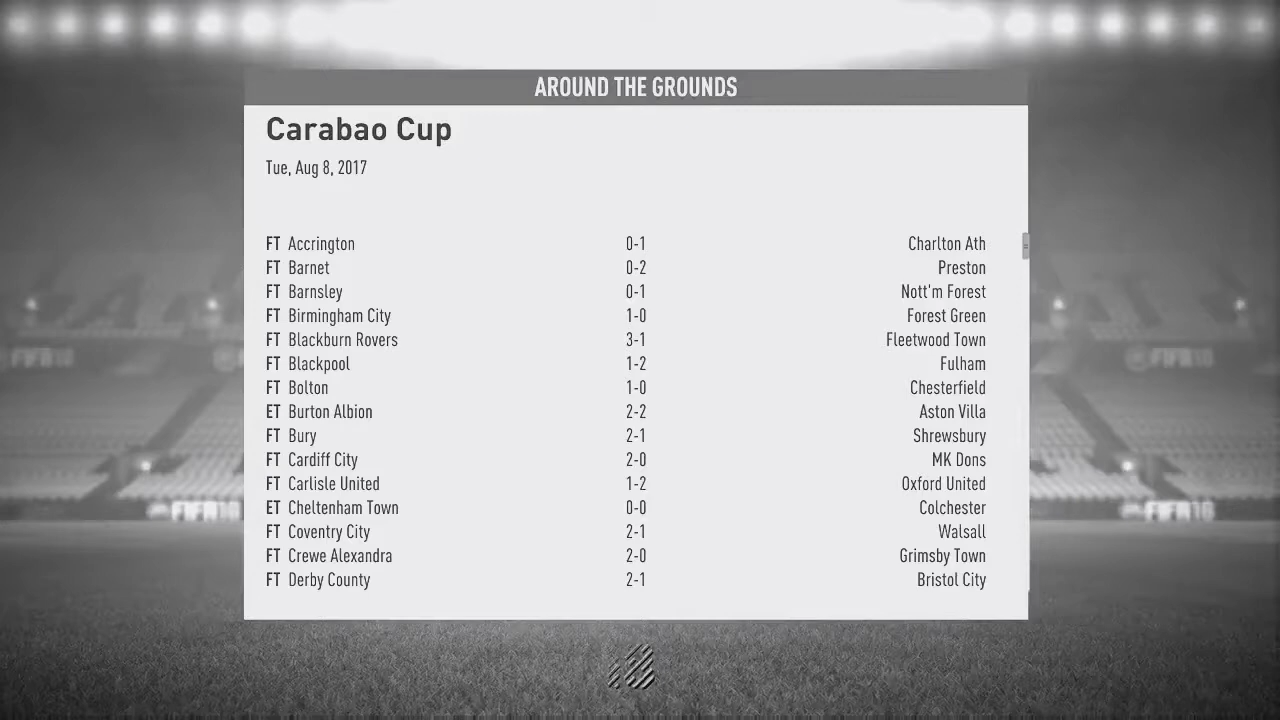 AROUND THE GROUNDS
Carabao Cup
Tue, Aug 8, 2017
FT Accrington 0-1 Charlton Ath
FT Barnet 0-2 Preston
FT Barnsley 0-1 Nott'm Forest
FT Birmingham City 1-0 Forest Green
FT Blackburn Rovers 3-1 Fleetwood Town
FT Blackpool 1-2 Fulham
FT Bolton 1-0 Chesterfield
ET Burton Albion 2-2 Aston Villa
FT Bury 2-1 Shrewsbury
FT Cardiff City 2-0 MK Dons
FT Carlisle United 1-2 Oxford United
ET Cheltenham Town 0-0 Colchester
FT Coventry City 2-1 Walsall
FT Crewe Alexandra 2-0 Grimsby Town
FT Derby County 2-1 Bristol City
FIFA18 FIFA18
FIFA18 FIFA18